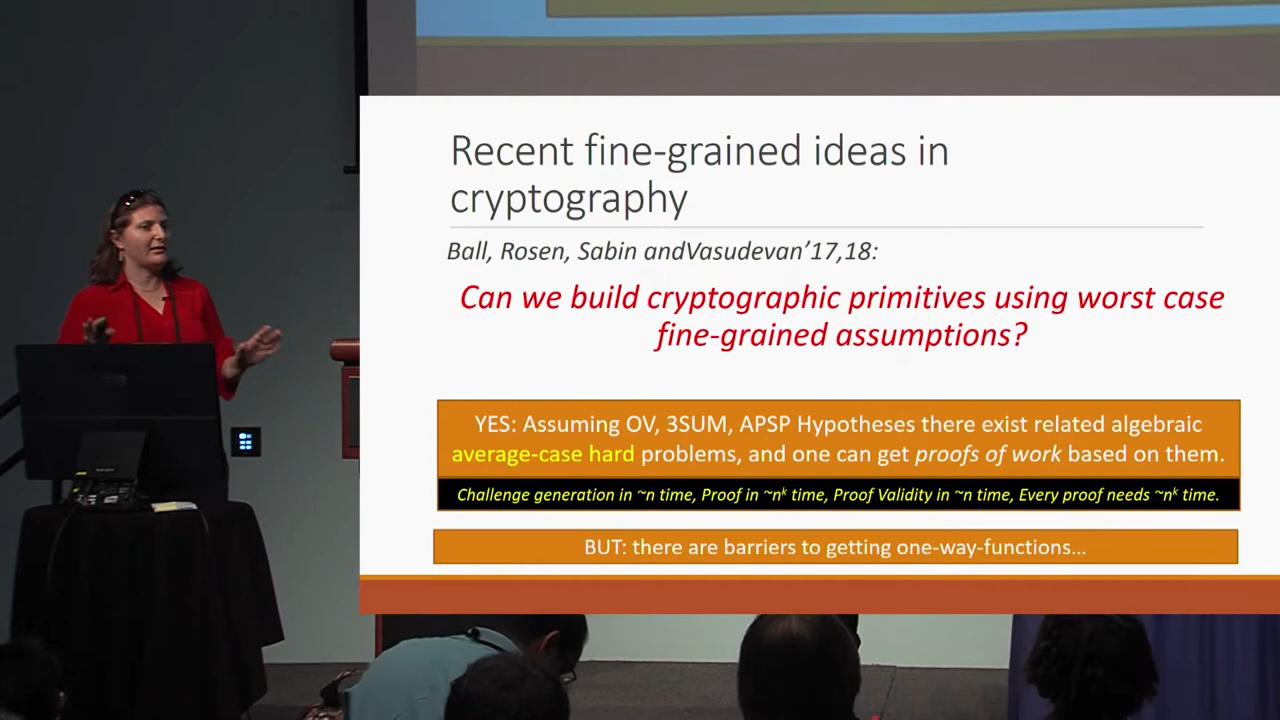 Recent fine-grained ideas in
cryptography
Ball, Rosen, Sabin andVasudevan'17,18:
Can we build cryptographic primitives using worst case
fine-grained assumptions?
YES: Assuming OV, 3SUM, APSP Hypotheses there exist related algebraic
average-case hard problems, and one can get proofs of work based on them.
Challenge generation in ~n time, Proof in ~nᵏ time, Proof Validity in ~n time, Every proof needs ~nᵏ time.
BUT: there are barriers to getting one-way-functions…